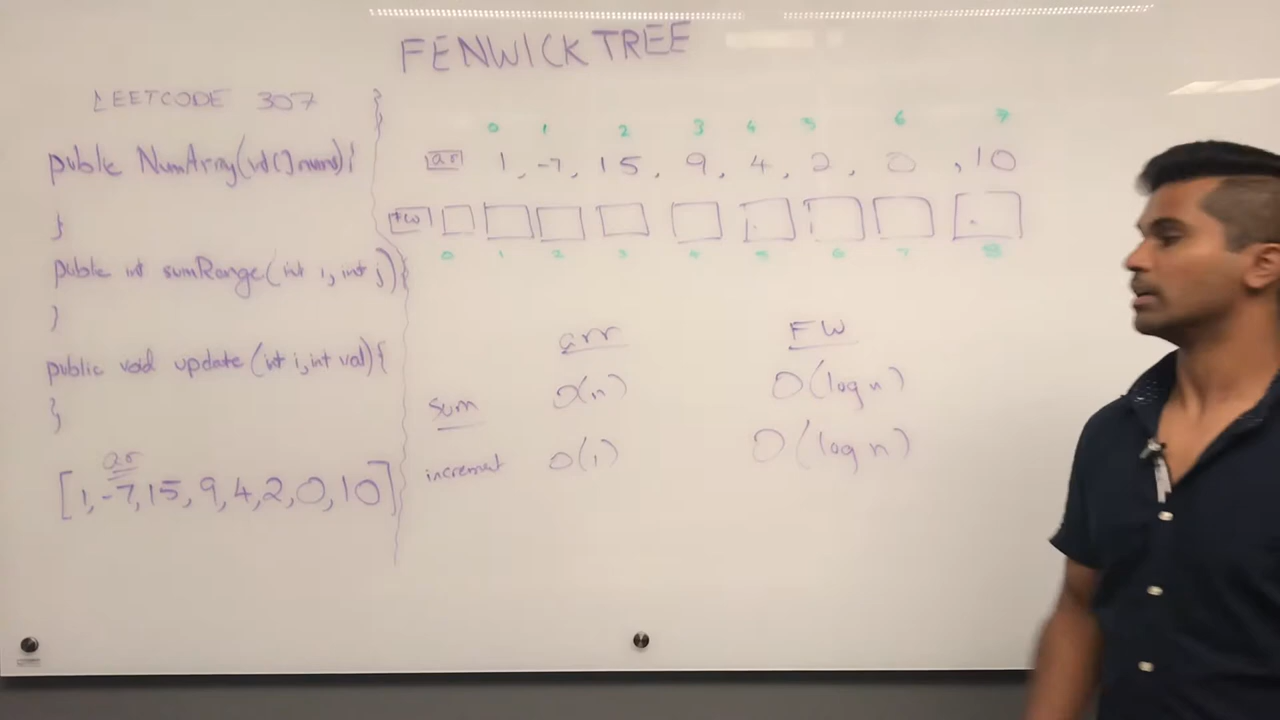 FENWICK TREE
LEETCODE 307
public NumArray(int[] nums){
}
public int sumRange(int i, int j){
}
public void update(int i, int val){
}
ar
[1,-7,15,9,4,2,0,10]
0 1 2 3 4 5 6 7
ar 1, -7, 15, 9, 4, 2, 0, 10
FW
0 1 2 3 4 5 6 7 8
arr FW
sum O(n) O(log n)
increment O(1) O(log n)